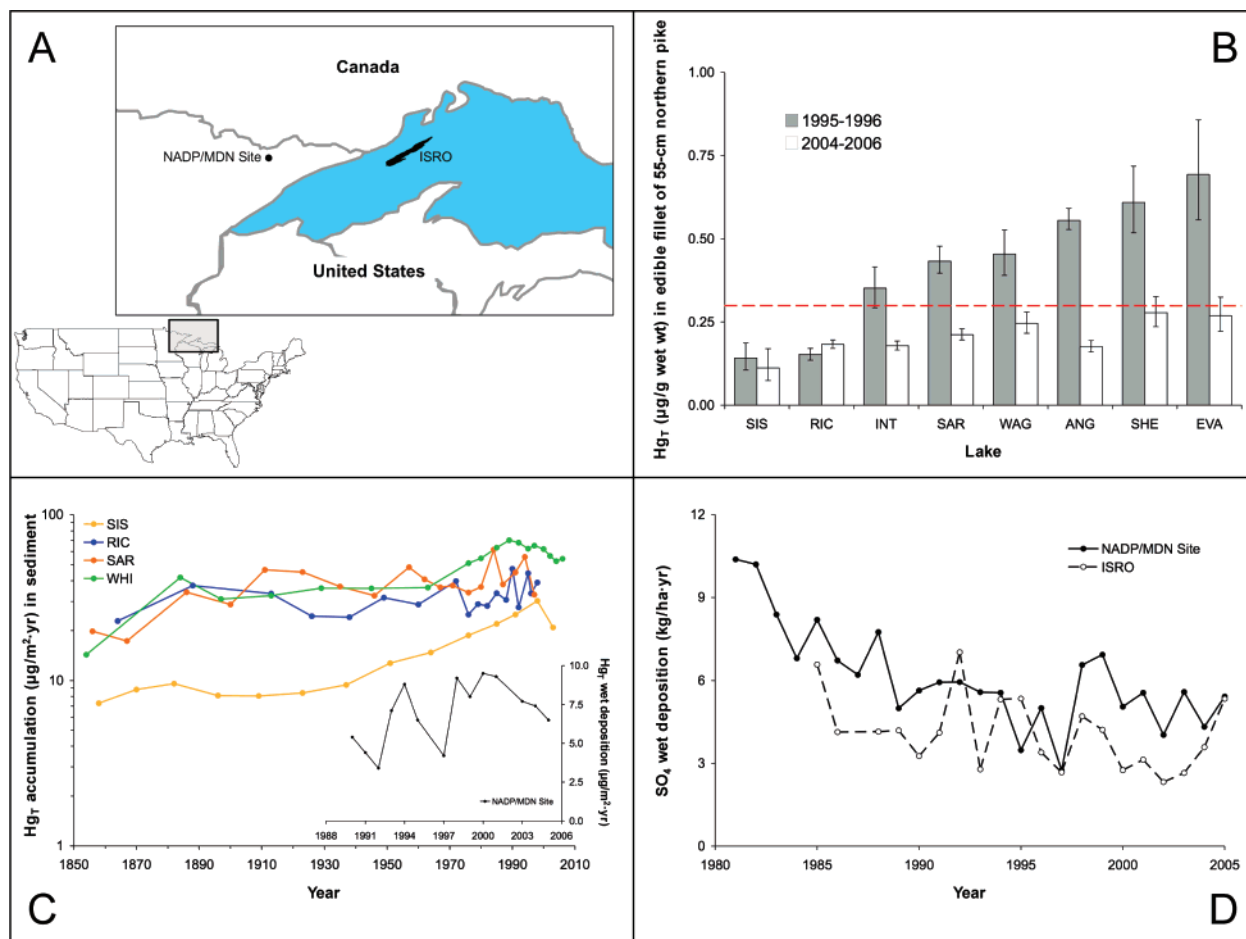 A
Canada
NADP/MDN Site
ISRO
United States
B
Hg_T (µg/g wet wt) in edible fillet of 55-cm northern pike
1.00
0.75
0.50
0.25
0.00
1995-1996
2004-2006
SIS RIC INT SAR WAG ANG SHE EVA
Lake
C
Hg_T accumulation (µg/m²·yr) in sediment
100
10
1
SIS
RIC
SAR
WHI
Hg_T wet deposition (µg/m²·yr)
10.0
7.5
5.0
2.5
0.0
NADP/MDN Site
1988 1991 1994 1997 2000 2003 2006
1850 1870 1890 1910 1930 1950 1970 1990 2010
Year
D
SO₄ wet deposition (kg/ha·yr)
12
9
6
3
0
NADP/MDN Site
ISRO
1980 1985 1990 1995 2000 2005
Year